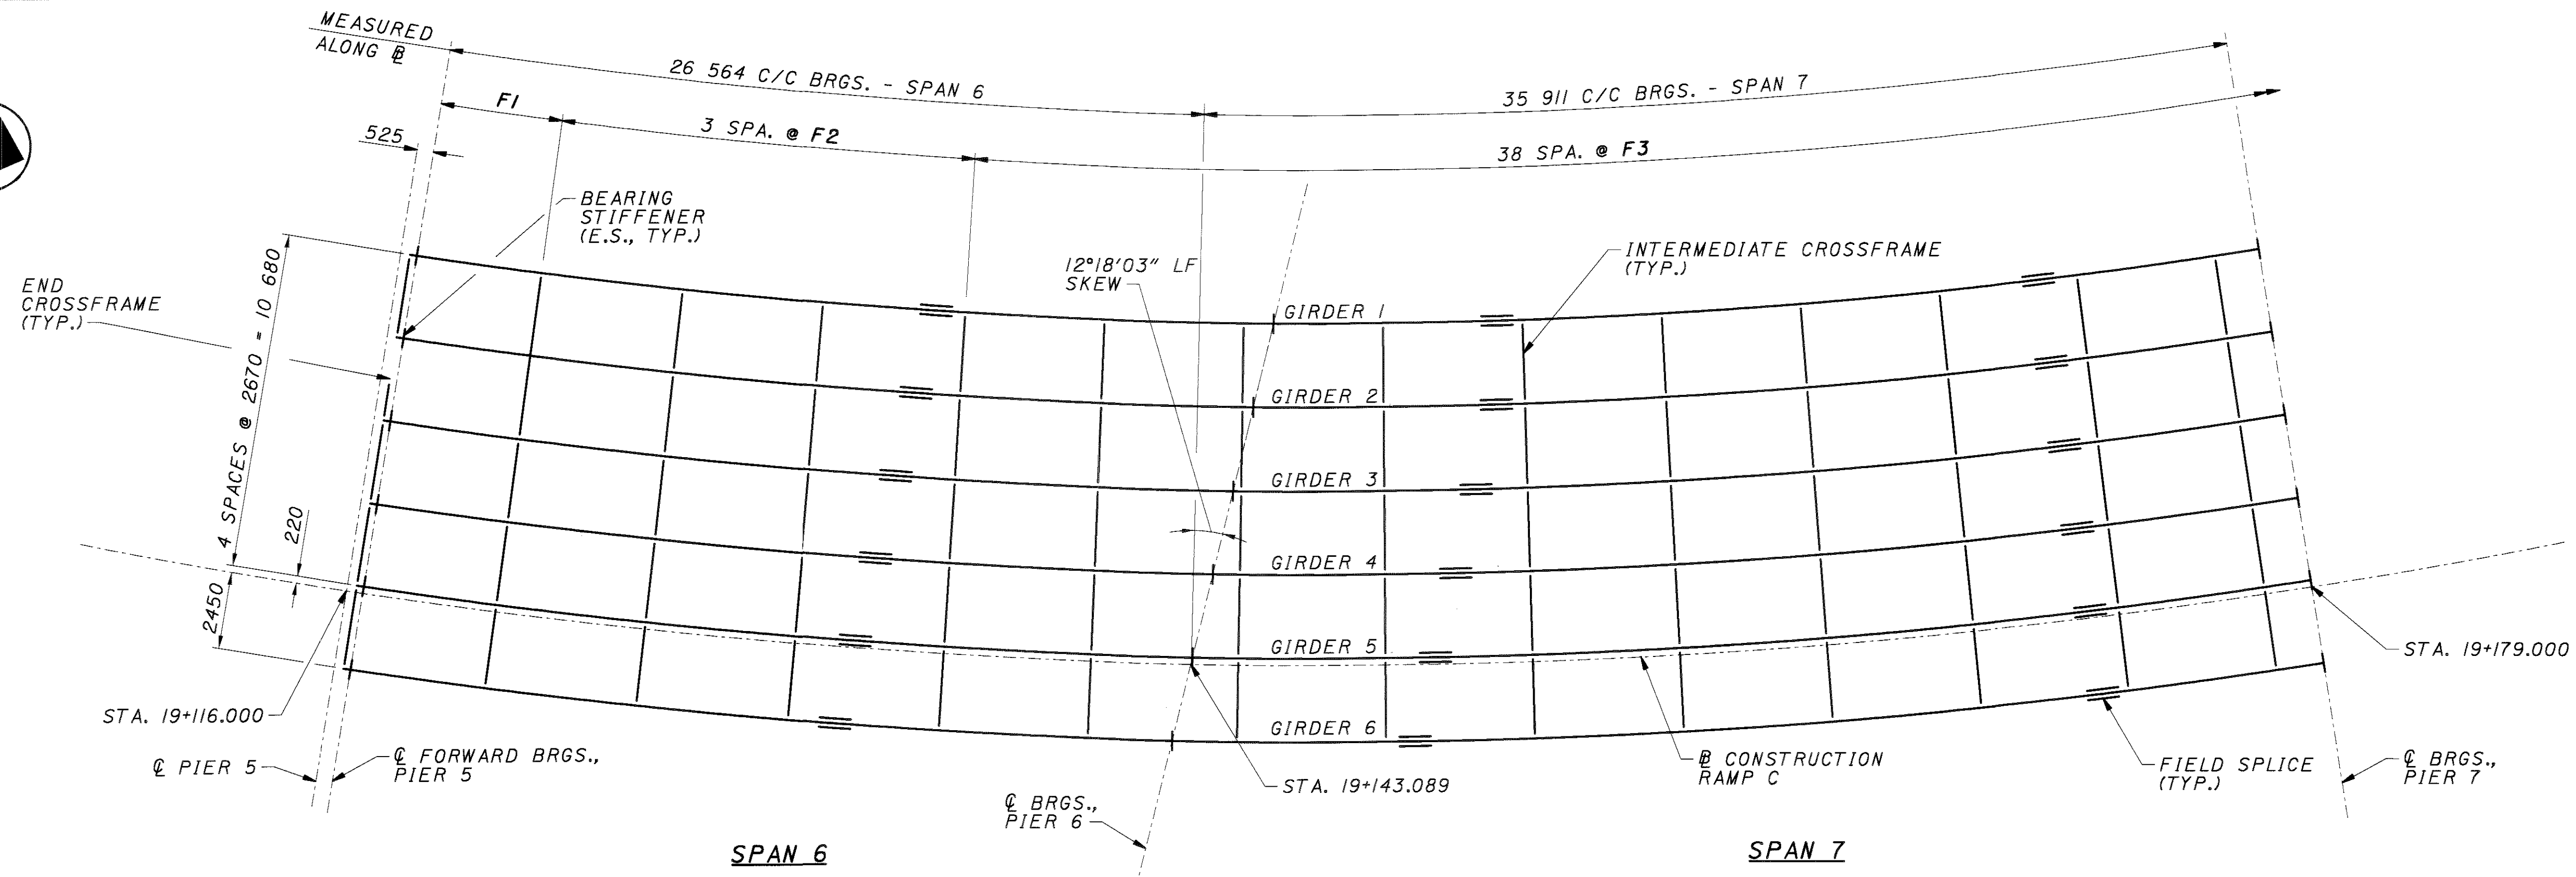 MEASURED
ALONG ℄
26 564 C/C BRGS. - SPAN 6
35 911 C/C BRGS. - SPAN 7
F1
3 SPA. @ F2
38 SPA. @ F3
525
BEARING
STIFFENER
(E.S., TYP.)
INTERMEDIATE CROSSFRAME
(TYP.)
12°18'03" LF
SKEW
END
CROSSFRAME
(TYP.)
4 SPACES @ 2670 = 10 680
220
2450
GIRDER 1
GIRDER 2
GIRDER 3
GIRDER 4
GIRDER 5
GIRDER 6
STA. 19+116.000
STA. 19+179.000
℄ PIER 5
℄ FORWARD BRGS.,
PIER 5
STA. 19+143.089
℄ BRGS.,
PIER 6
CONSTRUCTION
RAMP C
FIELD SPLICE
(TYP.)
℄ BRGS.,
PIER 7
SPAN 6
SPAN 7